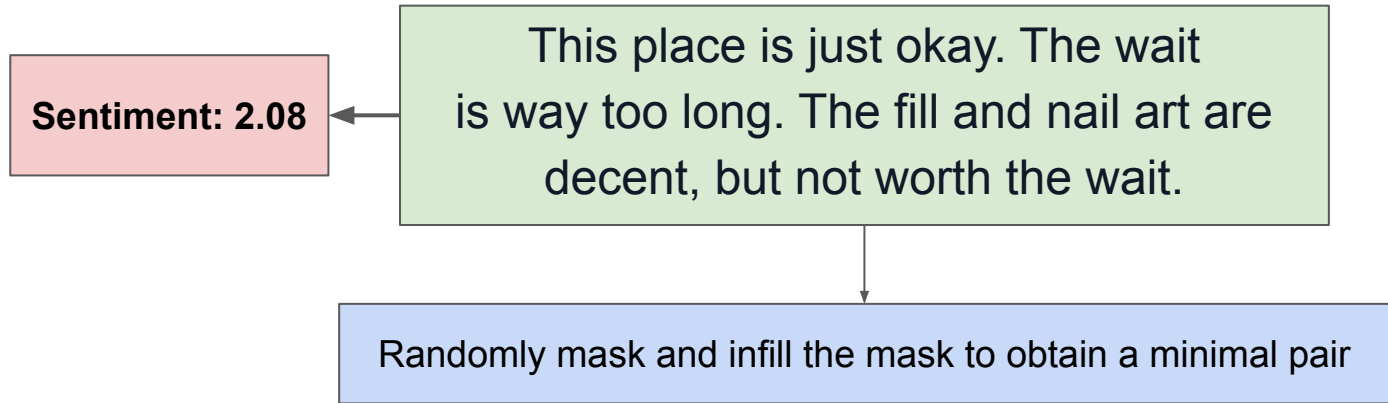 Sentiment: 2.08
This place is just okay. The wait
is way too long. The fill and nail art are
decent, but not worth the wait.
Randomly mask and infill the mask to obtain a minimal pair